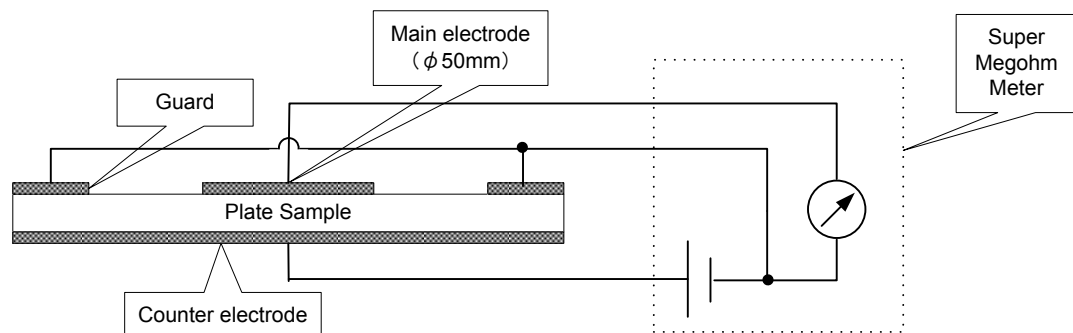 Main electrode
（φ50mm）
Super
Megohm
Meter
Guard
Plate Sample
Counter electrode